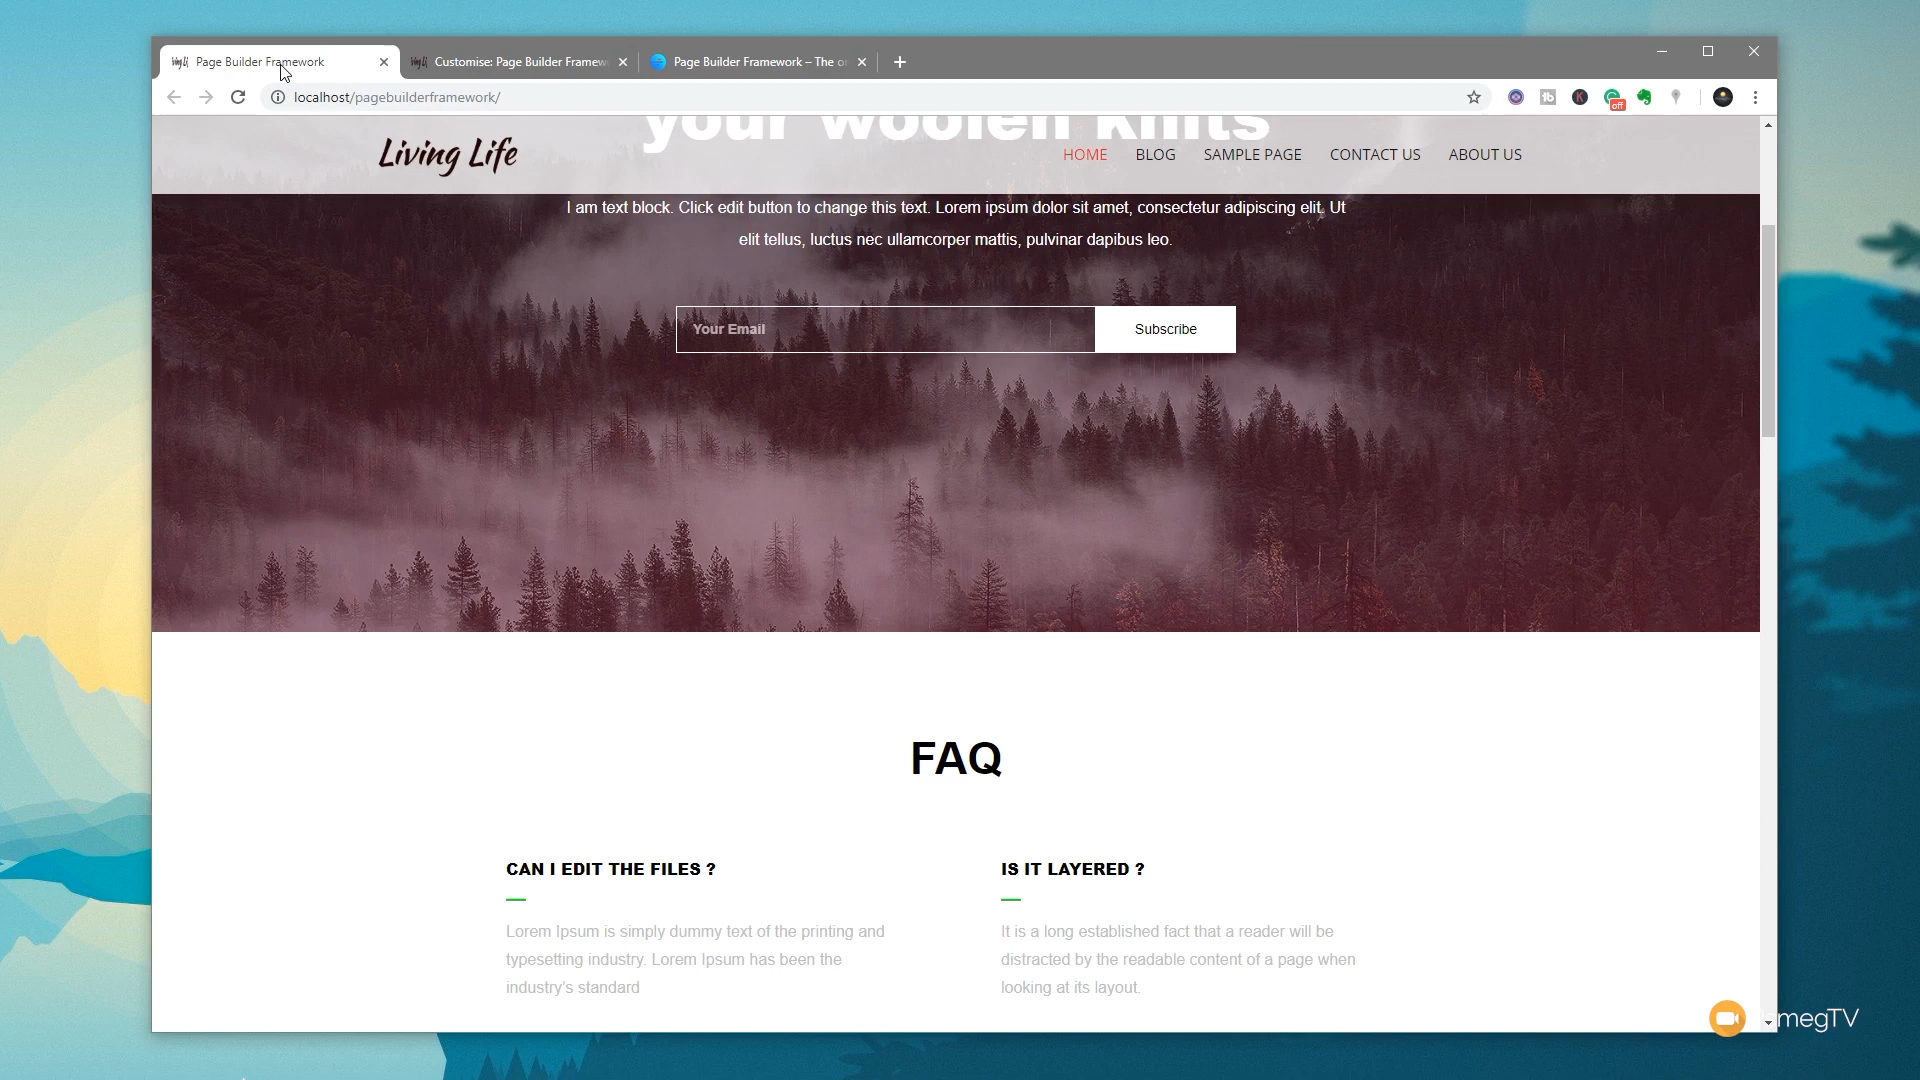 Page Builder Framework
Customise: Page Builder Framew
Page Builder Framework – The o
localhost/pagebuilderframework/
off
your woolen knits
Living Life
HOME
BLOG
SAMPLE PAGE
CONTACT US
ABOUT US
I am text block. Click edit button to change this text. Lorem ipsum dolor sit amet, consectetur adipiscing elit. Ut
elit tellus, luctus nec ullamcorper mattis, pulvinar dapibus leo.
Your Email
Subscribe
FAQ
CAN I EDIT THE FILES ?
Lorem Ipsum is simply dummy text of the printing and
typesetting industry. Lorem Ipsum has been the
industry's standard
IS IT LAYERED ?
It is a long established fact that a reader will be
distracted by the readable content of a page when
looking at its layout.